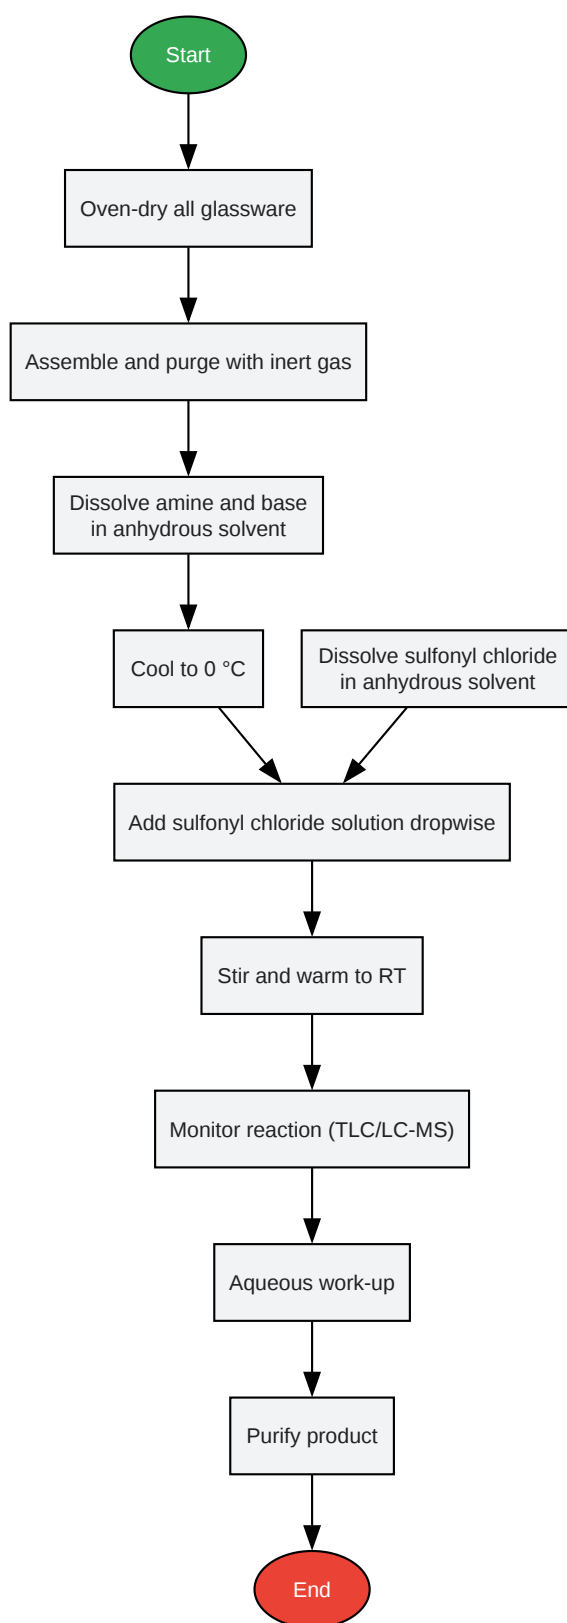 Start
Oven-dry all glassware
Assemble and purge with inert gas
Dissolve amine and base
in anhydrous solvent
Cool to 0 °C
Dissolve sulfonyl chloride
in anhydrous solvent
Add sulfonyl chloride solution dropwise
Stir and warm to RT
Monitor reaction (TLC/LC-MS)
Aqueous work-up
Purify product
End